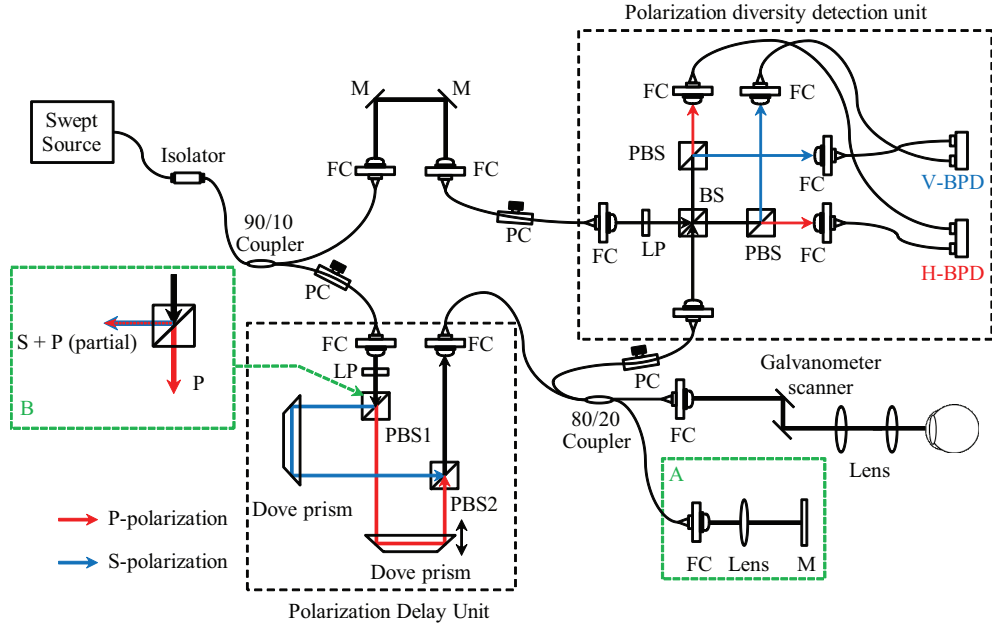 Polarization diversity detection unit
Swept
Source
Isolator
M
M
FC
FC
90/10
Coupler
PC
PC
FC
FC
PBS
BS
FC
V-BPD
FC
LP
PBS
FC
H-BPD
S + P (partial)
P
B
FC
LP
FC
PBS1
PBS2
Dove prism
Dove prism
Polarization Delay Unit
P-polarization
S-polarization
PC
80/20
Coupler
FC
Galvanometer
scanner
Lens
A
FC
Lens
M